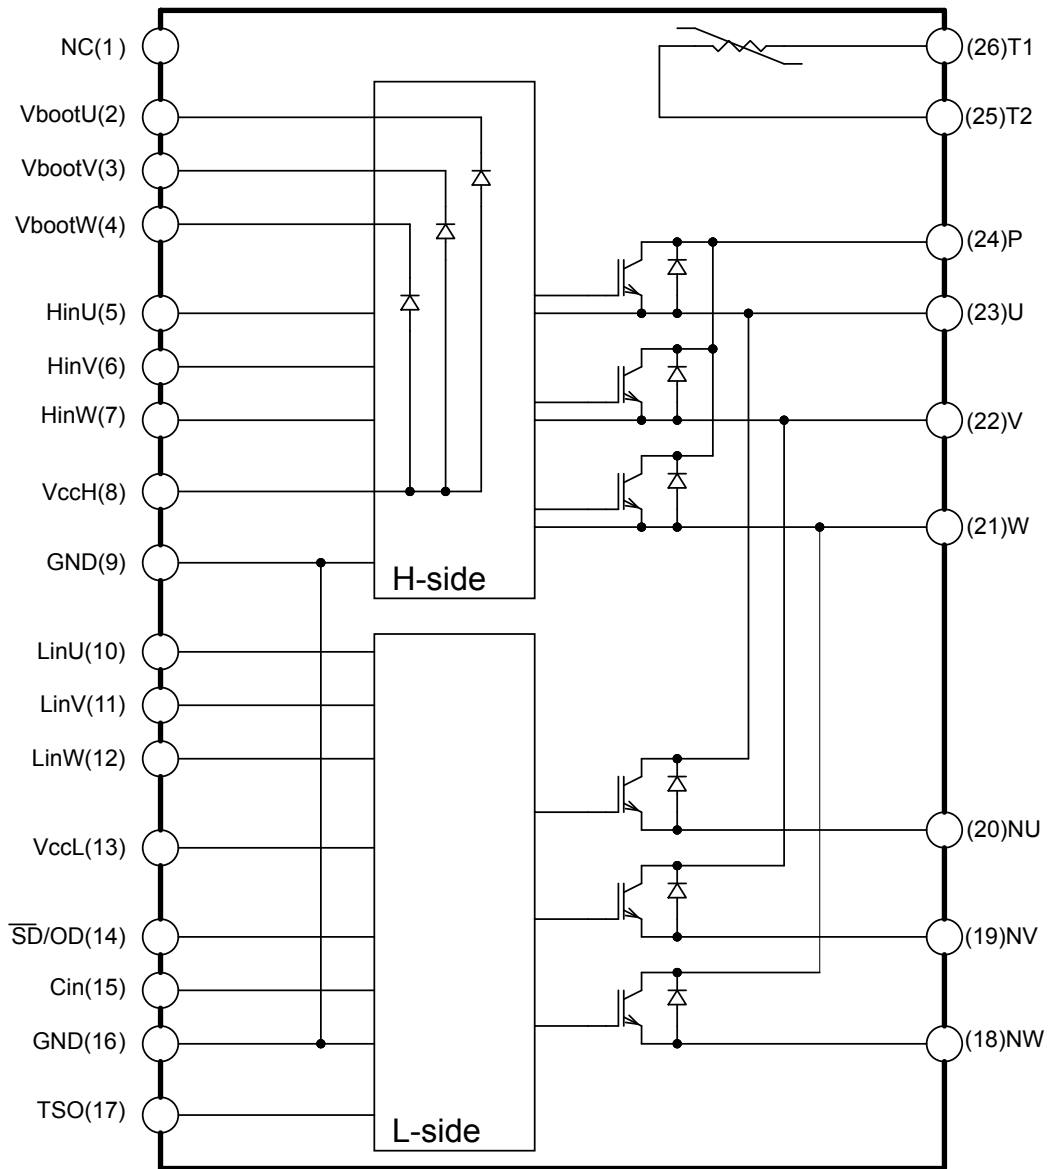 NC(1)
VbootU(2)
VbootV(3)
VbootW(4)
HinU(5)
HinV(6)
HinW(7)
VccH(8)
GND(9)
LinU(10)
LinV(11)
LinW(12)
VccL(13)
S̅D̅/OD(14)
Cin(15)
GND(16)
TSO(17)
H-side
L-side
(26)T1
(25)T2
(24)P
(23)U
(22)V
(21)W
(20)NU
(19)NV
(18)NW